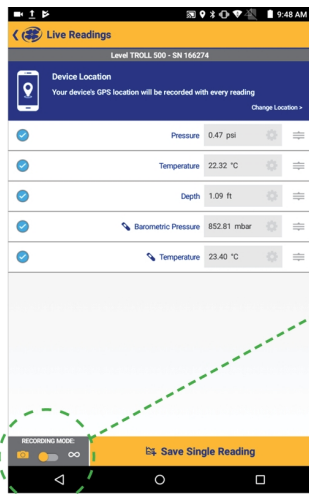 9:48 AM
Live Readings
Level TROLL 500 - SN 166274
Device Location
Your device's GPS location will be recorded with every reading
Change Location >
Pressure 0.47 psi
Temperature 22.32 °C
Depth 1.09 ft
Barometric Pressure 852.81 mbar
Temperature 23.40 °C
RECORDING MODE:
Save Single Reading